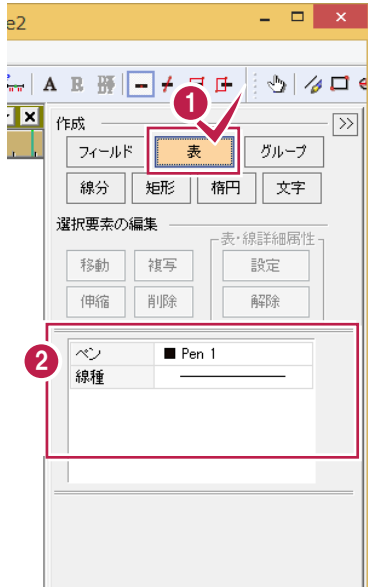 e2
A B
1
作成 >>
フィールド 表 グループ
線分 矩形 楕円 文字
選択要素の編集
表・線詳細属性
移動 複写 設定
伸縮 削除 解除
2
ペン Pen 1
線種